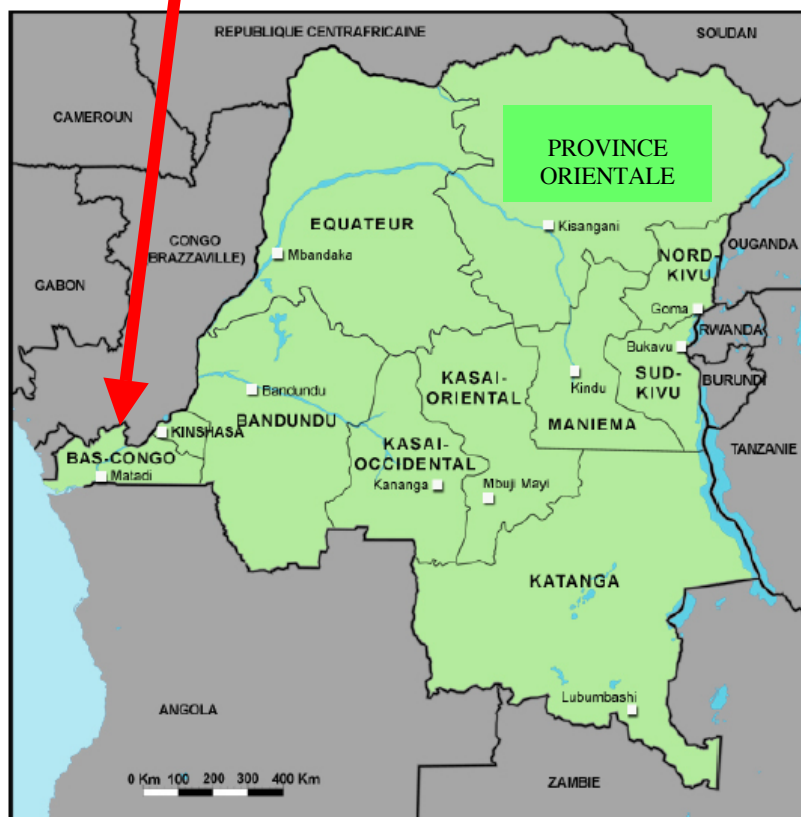 REPUBLIQUE CENTRAFRICAINE
SOUDAN
CAMEROUN
PROVINCE
ORIENTALE
EQUATEUR
Kisangani
CONGO
(BRAZZAVILLE)
Mbandaka
NORD-
KIVU
OUGANDA
GABON
Goma
RWANDA
Bukavu
BURUNDI
Kindu
SUD-
KIVU
KASAI-
ORIENTAL
Bandundu
BANDUNDU
MANIEMA
KINSHASA
KASAI-
OCCIDENTAL
TANZANIE
BAS-CONGO
Matadi
Kananga
Mbuji Mayi
KATANGA
Lubumbashi
ANGOLA
0 Km 100 200 300 400 Km
ZAMBIE